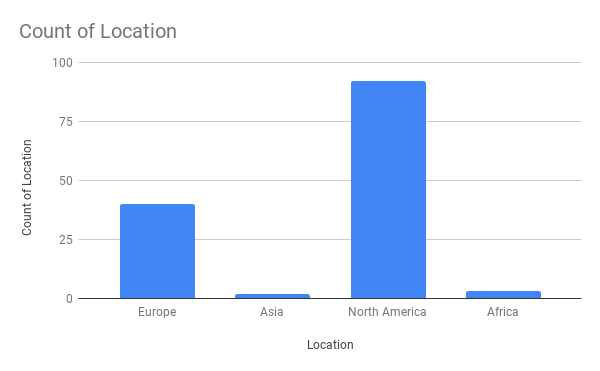 Count of Location
Count of Location
100
75
50
25
0
Europe
Asia
North America
Africa
Location